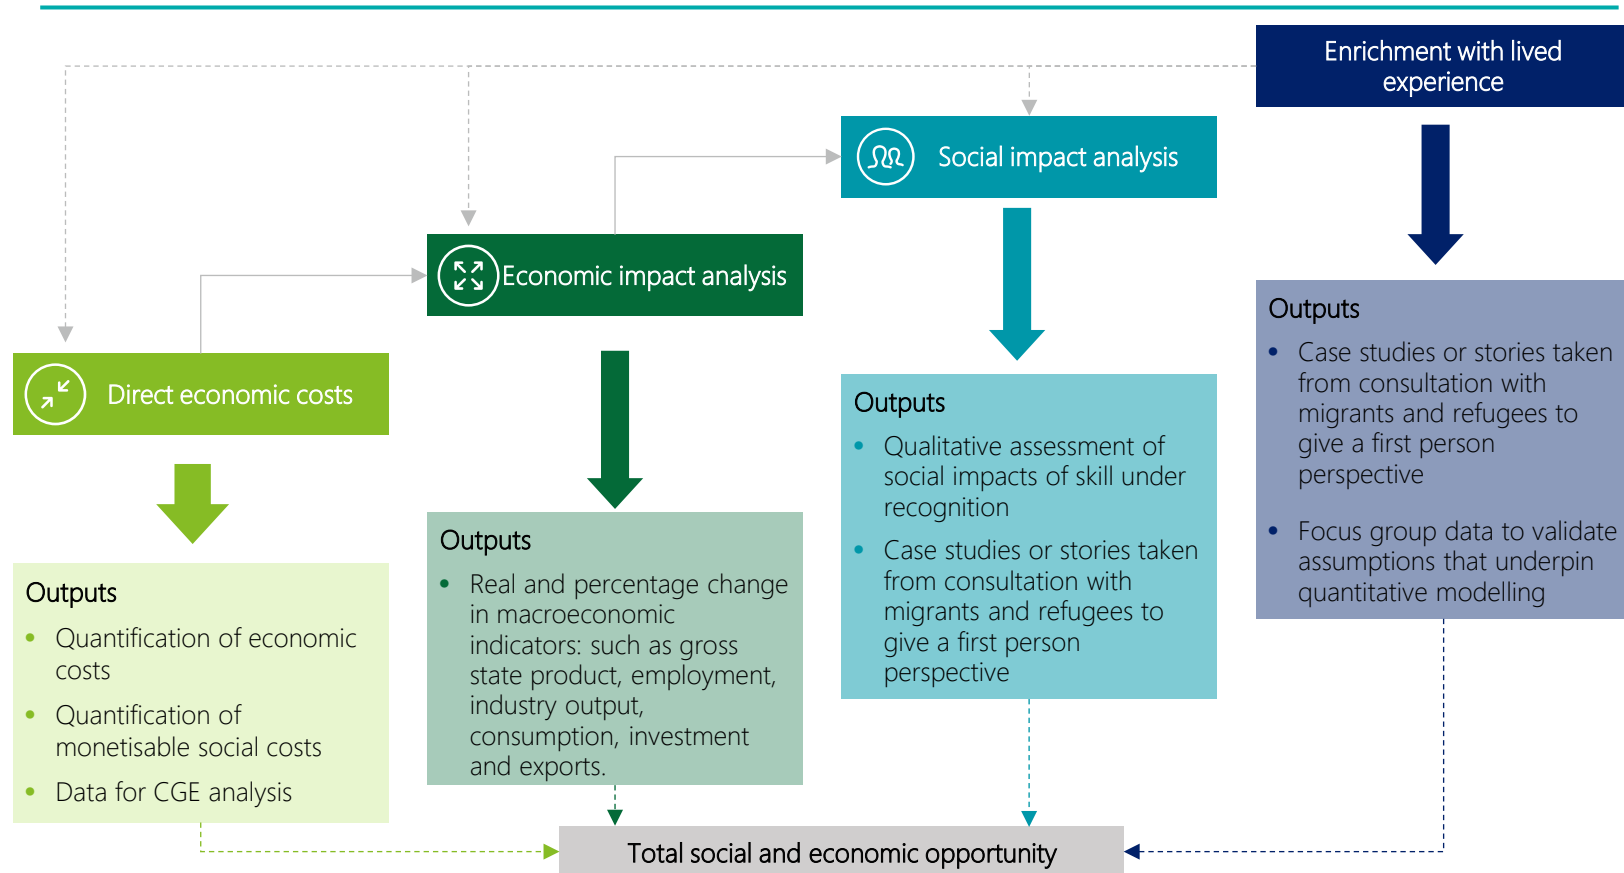 Enrichment with lived
experience
Social impact analysis
Economic impact analysis
Direct economic costs
Outputs
• Quantification of economic
costs
• Quantification of
monetisable social costs
• Data for CGE analysis
Outputs
• Real and percentage change
in macroeconomic
indicators: such as gross
state product, employment,
industry output,
consumption, investment
and exports.
Outputs
• Qualitative assessment of
social impacts of skill under
recognition
• Case studies or stories taken
from consultation with
migrants and refugees to
give a first person
perspective
Outputs
• Case studies or stories taken
from consultation with
migrants and refugees to
give a first person
perspective
• Focus group data to validate
assumptions that underpin
quantitative modelling
Total social and economic opportunity